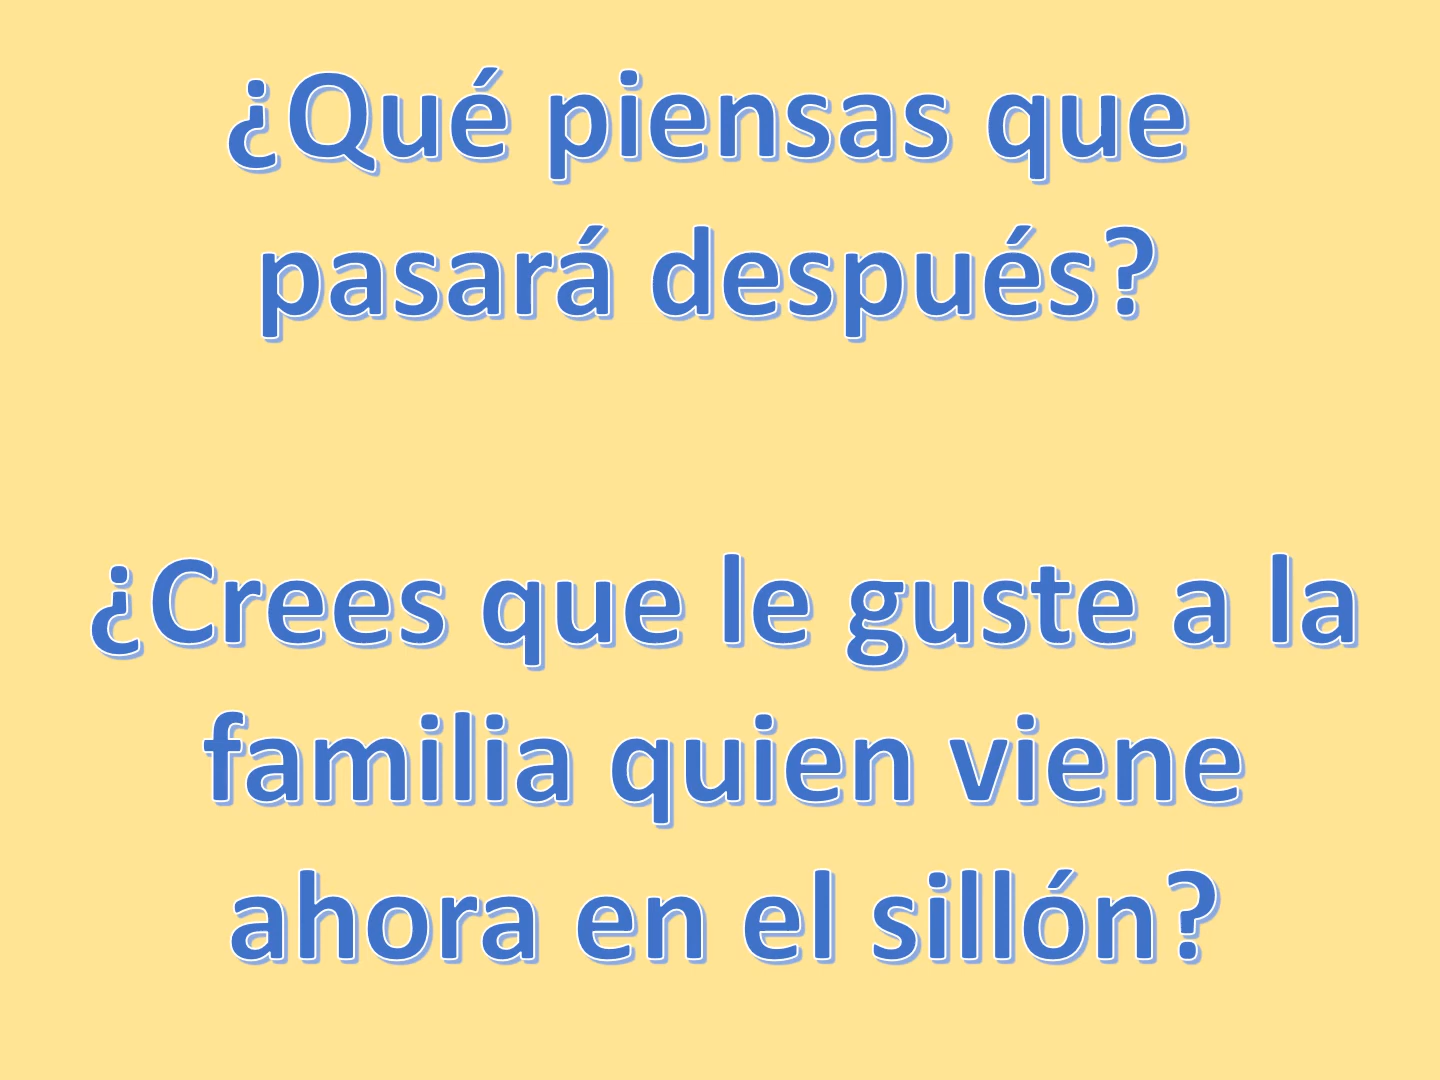 ¿Qué piensas que
pasará después?
¿Crees que le guste a la
familia quien viene
ahora en el sillón?